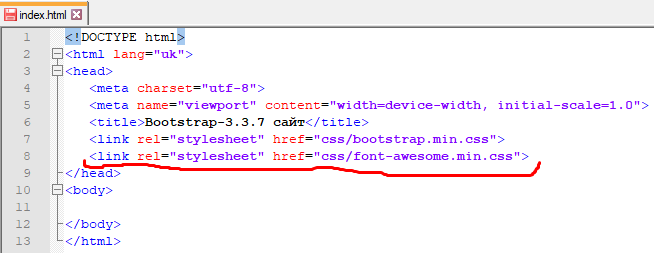 index.html
1 <!DOCTYPE html>
2 <html lang="uk">
3 <head>
4 <meta charset="utf-8">
5 <meta name="viewport" content="width=device-width, initial-scale=1.0">
6 <title>Bootstrap-3.3.7 сайт</title>
7 <link rel="stylesheet" href="css/bootstrap.min.css">
8 <link rel="stylesheet" href="css/font-awesome.min.css">
9 </head>
10 <body>
11
12 </body>
13 </html>